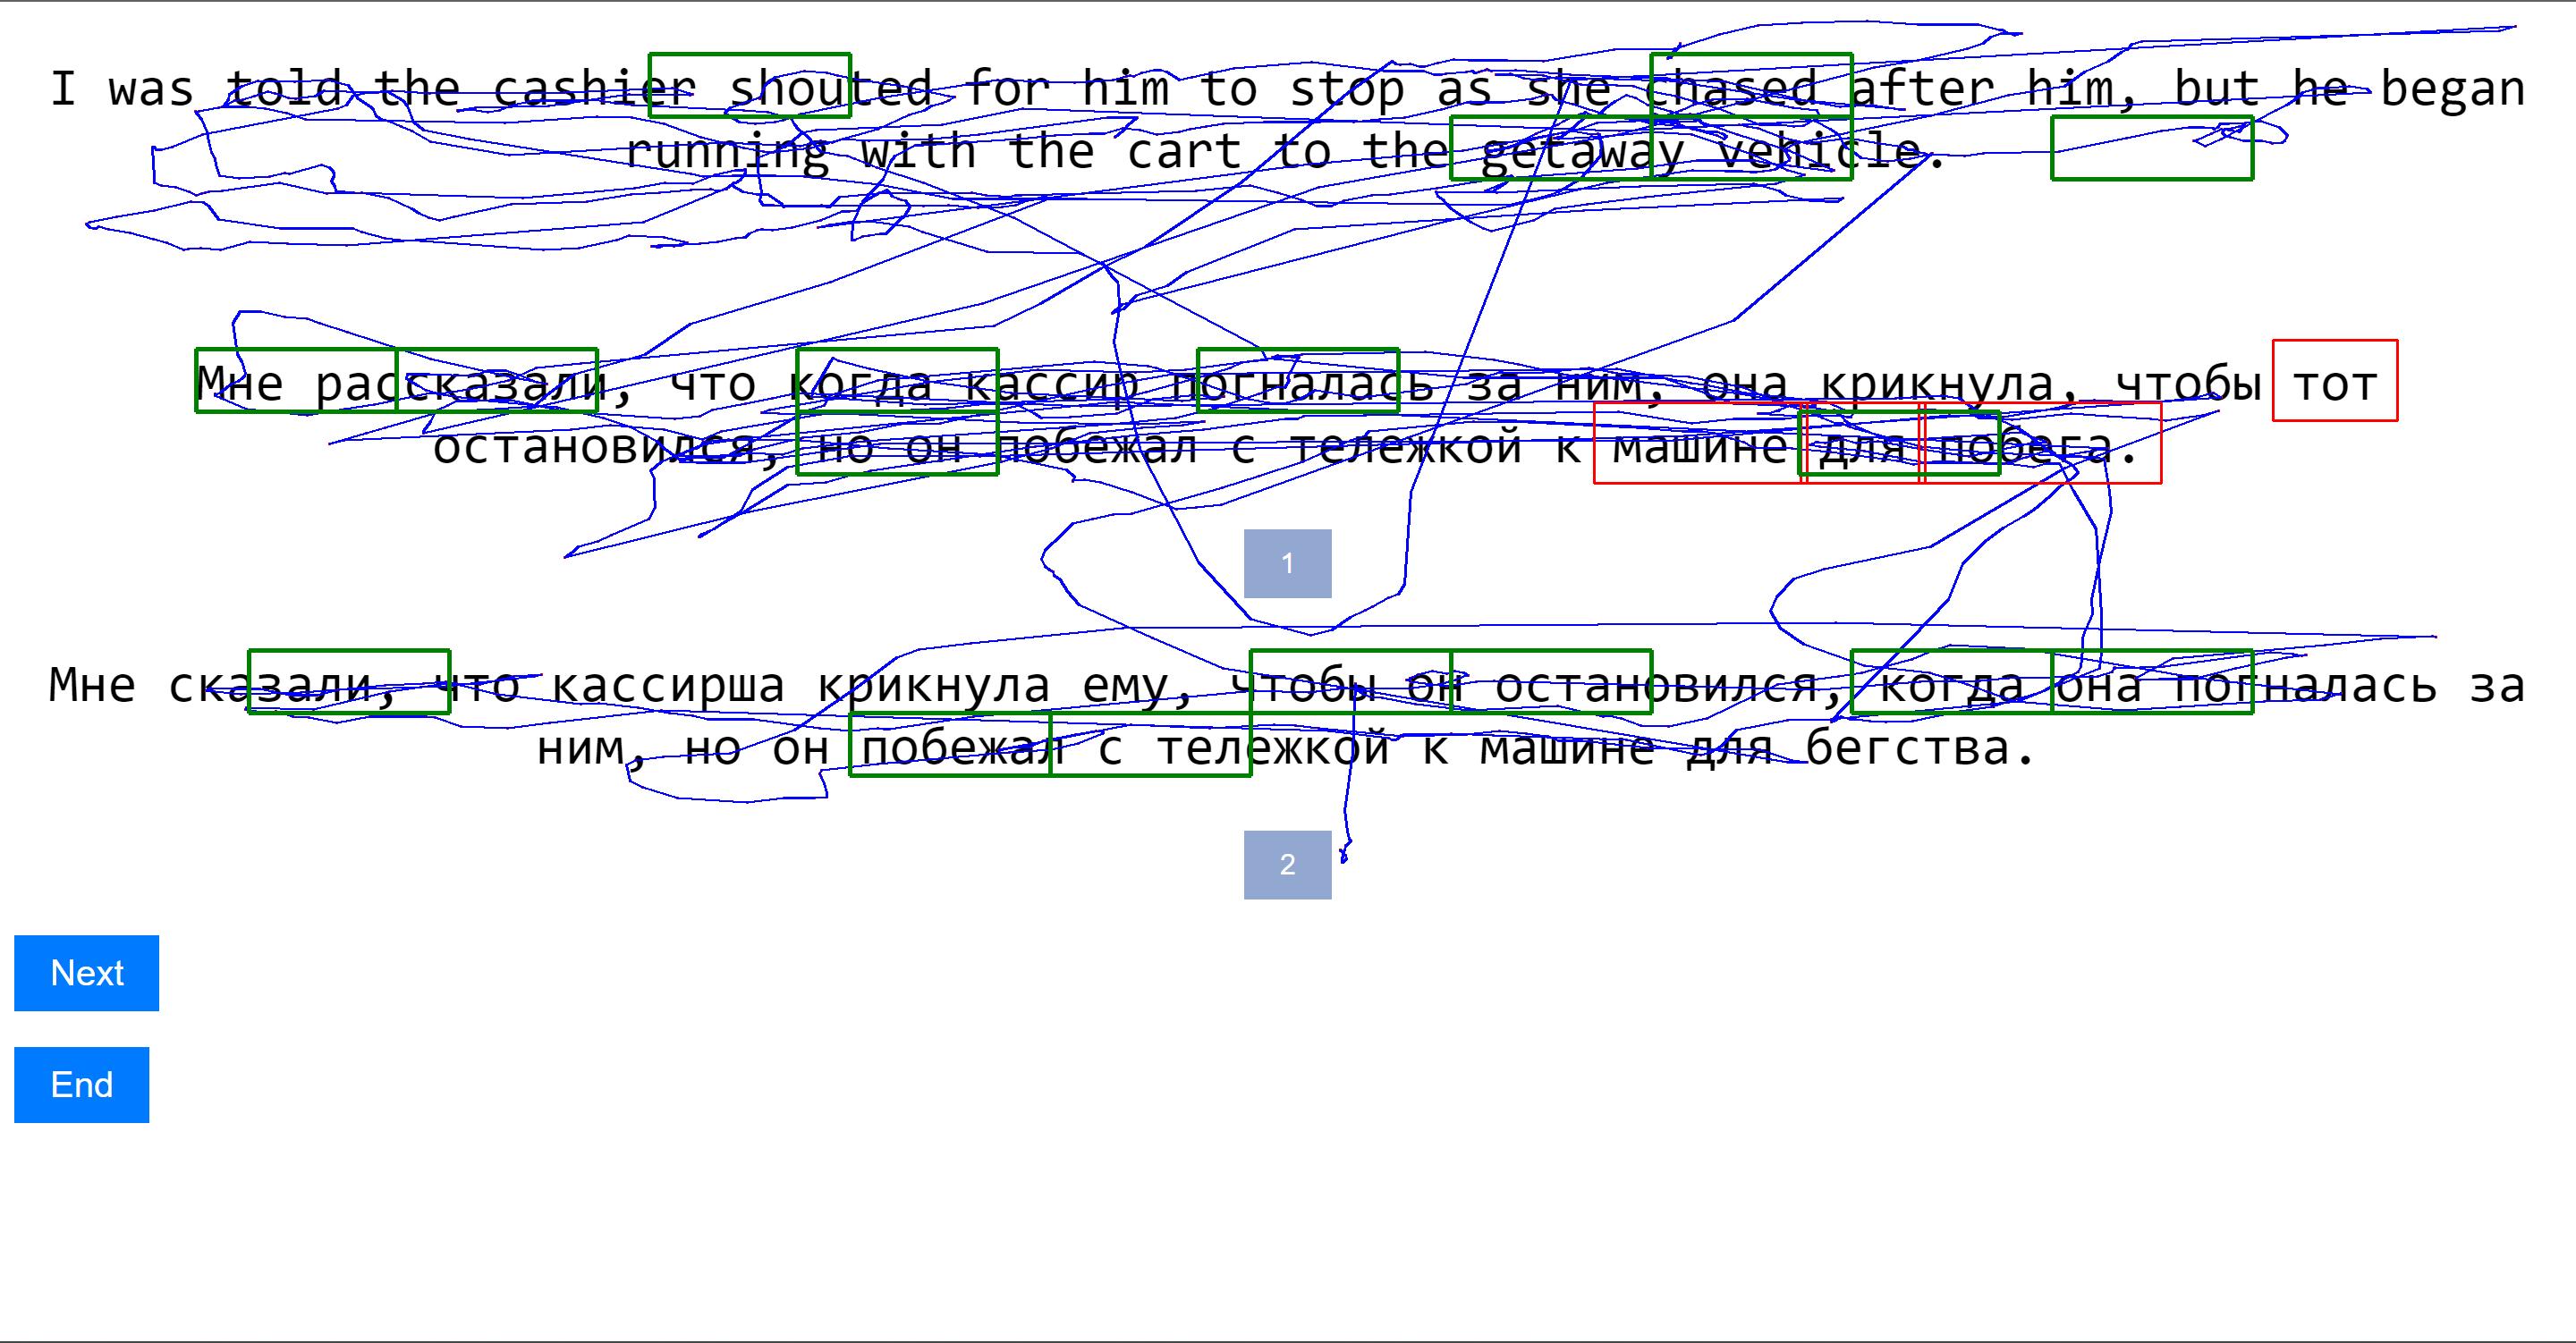 I was told the cashier shouted for him to stop as she chased after him, but he began
running with the cart to the getaway vehicle.
Мне рассказали, что когда кассир погналась за ним, она крикнула, чтобы тот
остановился, но он побежал с тележкой к машине для побега.
1
Мне сказали, что кассирша крикнула ему, чтобы он остановился, когда она погналась за
ним, но он побежал с тележкой к машине для бегства.
2
Next
End